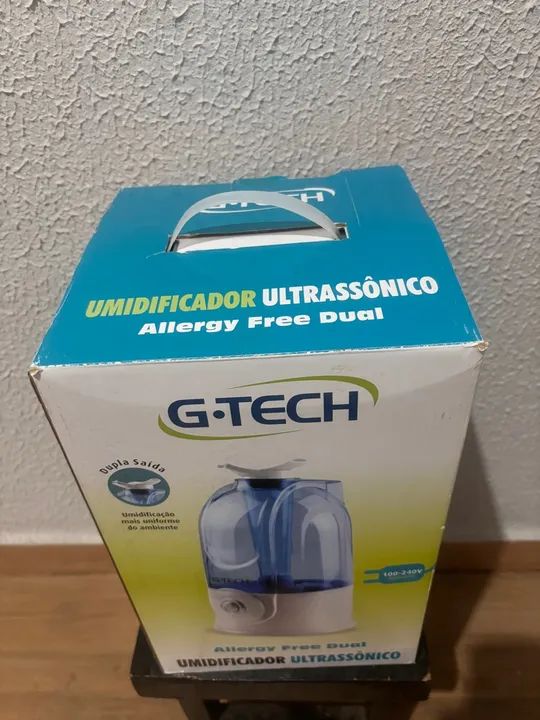 G-TECH
UMIDIFICADOR ULTRASSÔNICO
Allergy Free Dual
G·TECH
Dupla Saída
Umidificação
mais uniforme
do ambiente
G-TECH
100-240V
Allergy Free Dual
UMIDIFICADOR ULTRASSÔNICO